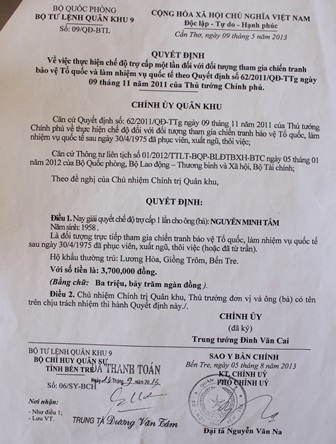 BỘ QUỐC PHÒNG
BỘ TƯ LỆNH QUÂN KHU 9
Số: 09/QĐ-BTL
CỘNG HÒA XÃ HỘI CHỦ NGHĨA VIỆT NAM
Độc lập - Tự do - Hạnh phúc
Cần Thơ, ngày 09 tháng 5 năm 2013
QUYẾT ĐỊNH
Về việc thực hiện chế độ trợ cấp một lần đối với đối tượng tham gia chiến tranh
bảo vệ Tổ quốc và làm nhiệm vụ quốc tế theo Quyết định số 62/2011/QĐ-TTg
ngày 09 tháng 11 năm 2011 của Thủ tướng Chính phủ.
CHÍNH ỦY QUÂN KHU
Căn cứ Quyết định số: 62/2011/QĐ-TTg ngày 09 tháng 11 năm 2011 của Thủ tướng
Chính phủ về thực hiện chế độ đối với đối tượng tham gia chiến tranh bảo vệ Tổ quốc, làm
nhiệm vụ quốc tế sau ngày 30/4/1975 đã phục viên, xuất ngũ, thôi việc;
Căn cứ Thông tư liên tịch số 01/2012/TTLT-BQP-BLĐTBXH-BTC ngày 05 tháng 01
năm 2012 của Bộ Quốc phòng, Bộ Lao động – Thương binh và Xã hội, Bộ Tài chính;
Theo đề nghị của Chủ nhiệm Chính trị Quân khu,
QUYẾT ĐỊNH:
Điều 1. Nay giải quyết chế độ trợ cấp 1 lần cho ông (bà): NGUYỄN MINH TÂM
Năm sinh: 1958 .
Là đối tượng trực tiếp tham gia chiến tranh bảo vệ Tổ quốc, làm nhiệm vụ quốc tế
sau ngày 30/4/1975 đã phục viên, xuất ngũ, thôi việc (hoặc đã từ trần).
Hộ khẩu thường trú: Lương Hòa, Giồng Trôm, Bến Tre.
Với số tiền là: 3,700,000 đồng.
(Bằng chữ: Ba triệu, bảy trăm ngàn đồng.)
Điều 2. Chủ nhiệm Chính trị Quân khu, Thủ trưởng đơn vị và ông (bà) có tên
trên chịu trách nhiệm thi hành Quyết định này./.
CHÍNH ỦY
(đã ký)
Trung tướng Đinh Văn Cai
BỘ TƯ LỆNH QUÂN KHU 9
BỘ CHỈ HUY QUÂN SỰ
TỈNH BẾN TRE
ĐÃ THANH TOÁN
Số: 06/SY-BCH
Nơi nhận:
- Như điều 1;
- Lưu VT.
TRUNG TÁ Dương Văn Tám
SAO Y BẢN CHÍNH
Bến Tre, ngày 05 tháng 8 năm 2013
KT. CHÍNH ỦY
PHÓ CHÍNH ỦY
Đại tá Nguyễn Văn Na